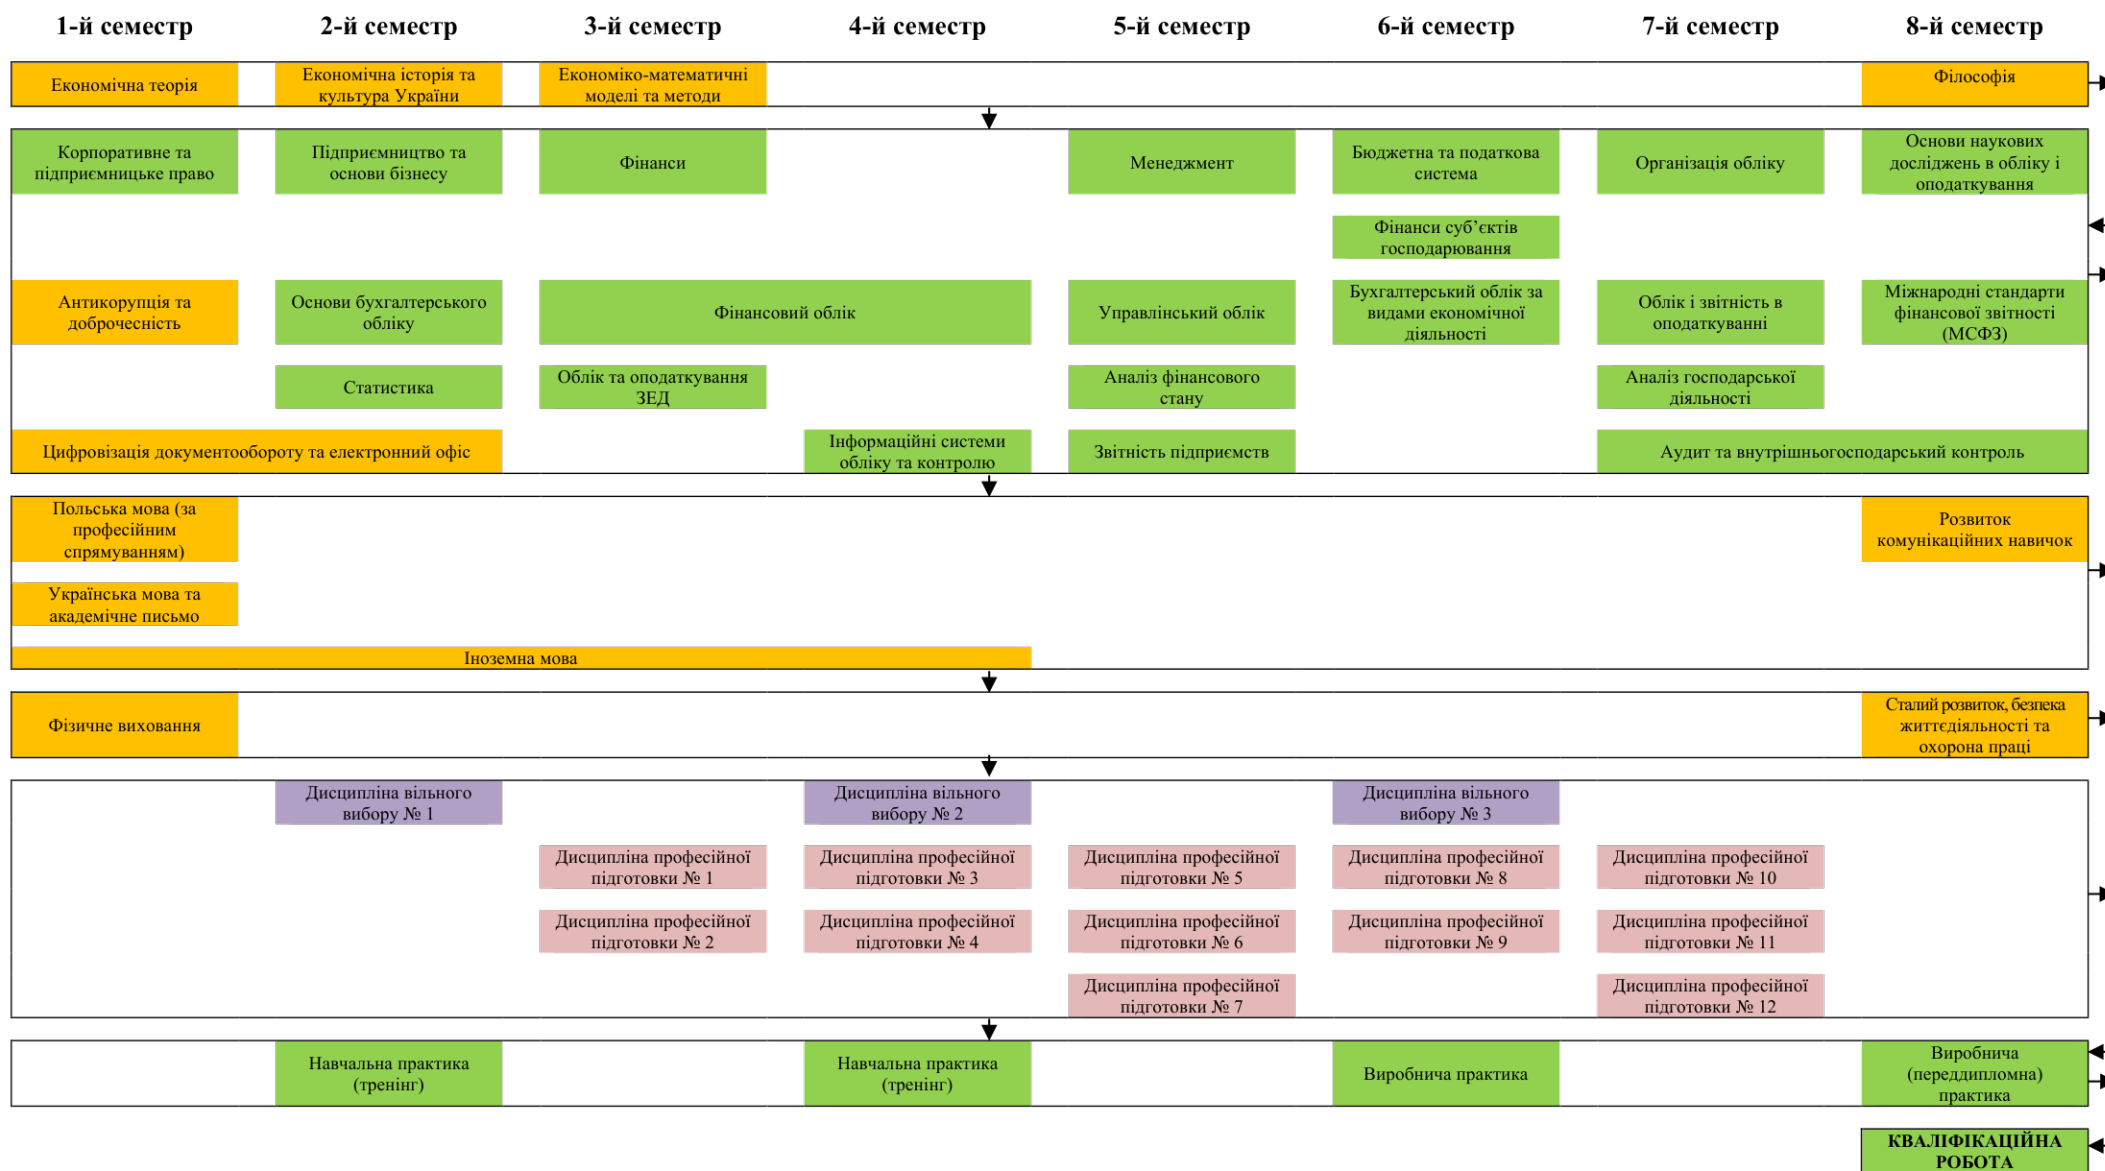 1-й семестр
2-й семестр
3-й семестр
4-й семестр
5-й семестр
6-й семестр
7-й семестр
8-й семестр
Економічна теорія
Економічна історія та
культура України
Економіко-математичні
моделі та методи
Філософія
Корпоративне та
підприємницьке право
Підприємництво та
основи бізнесу
Фінанси
Менеджмент
Бюджетна та податкова
система
Організація обліку
Основи наукових
досліджень в обліку і
оподаткування
Фінанси суб’єктів
господарювання
Антикорупція та
доброчесність
Основи бухгалтерського
обліку
Фінансовий облік
Управлінський облік
Бухгалтерський облік за
видами економічної
діяльності
Облік і звітність в
оподаткуванні
Міжнародні стандарти
фінансової звітності
(МСФЗ)
Статистика
Облік та оподаткування
ЗЕД
Аналіз фінансового
стану
Аналіз господарської
діяльності
Цифровізація документообороту та електронний офіс
Інформаційні системи
обліку та контролю
Звітність підприємств
Аудит та внутрішньогосподарський контроль
Польська мова (за
професійним
спрямуванням)
Розвиток
комунікаційних навичок
Українська мова та
академічне письмо
Іноземна мова
Фізичне виховання
Сталий розвиток, безпека
життєдіяльності та
охорона праці
Дисципліна вільного
вибору № 1
Дисципліна вільного
вибору № 2
Дисципліна вільного
вибору № 3
Дисципліна професійної
підготовки № 1
Дисципліна професійної
підготовки № 3
Дисципліна професійної
підготовки № 5
Дисципліна професійної
підготовки № 8
Дисципліна професійної
підготовки № 10
Дисципліна професійної
підготовки № 2
Дисципліна професійної
підготовки № 4
Дисципліна професійної
підготовки № 6
Дисципліна професійної
підготовки № 9
Дисципліна професійної
підготовки № 11
Дисципліна професійної
підготовки № 7
Дисципліна професійної
підготовки № 12
Навчальна практика
(тренінг)
Навчальна практика
(тренінг)
Виробнича практика
Виробнича
(переддипломна)
практика
КВАЛІФІКАЦІЙНА
РОБОТА